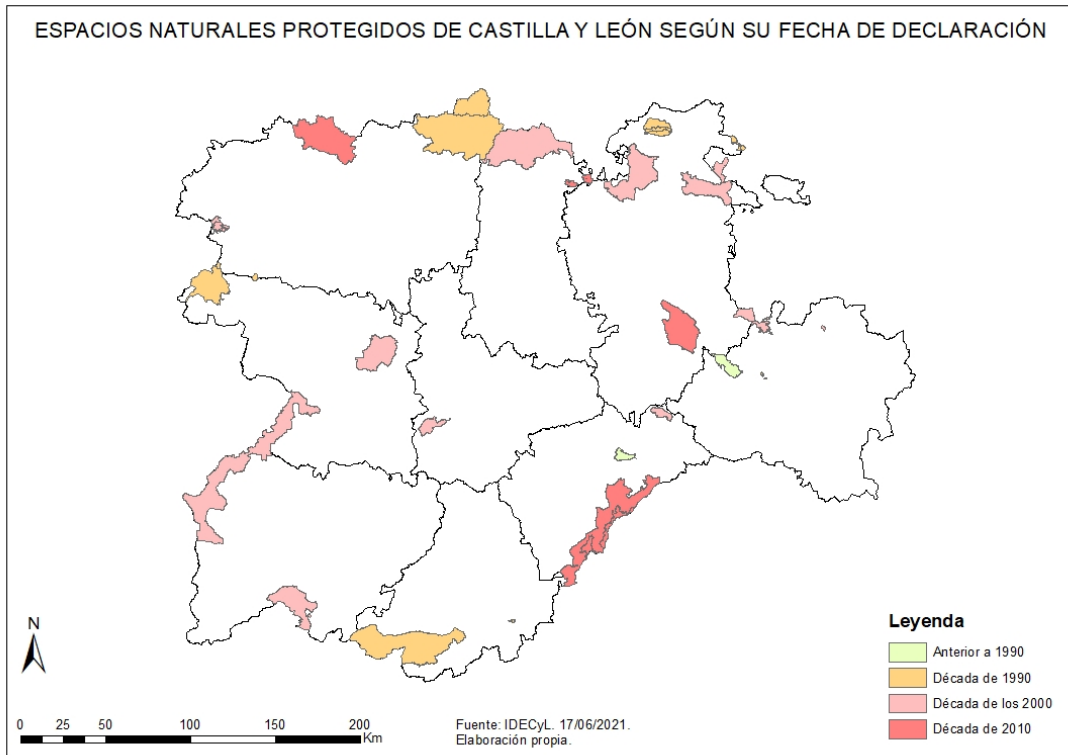 ESPACIOS NATURALES PROTEGIDOS DE CASTILLA Y LEÓN SEGÚN SU FECHA DE DECLARACIÓN
N
0 25 50 100 150 200
Km
Fuente: IDECyL. 17/06/2021.
Elaboración propia.
Leyenda
Anterior a 1990
Década de 1990
Década de los 2000
Década de 2010